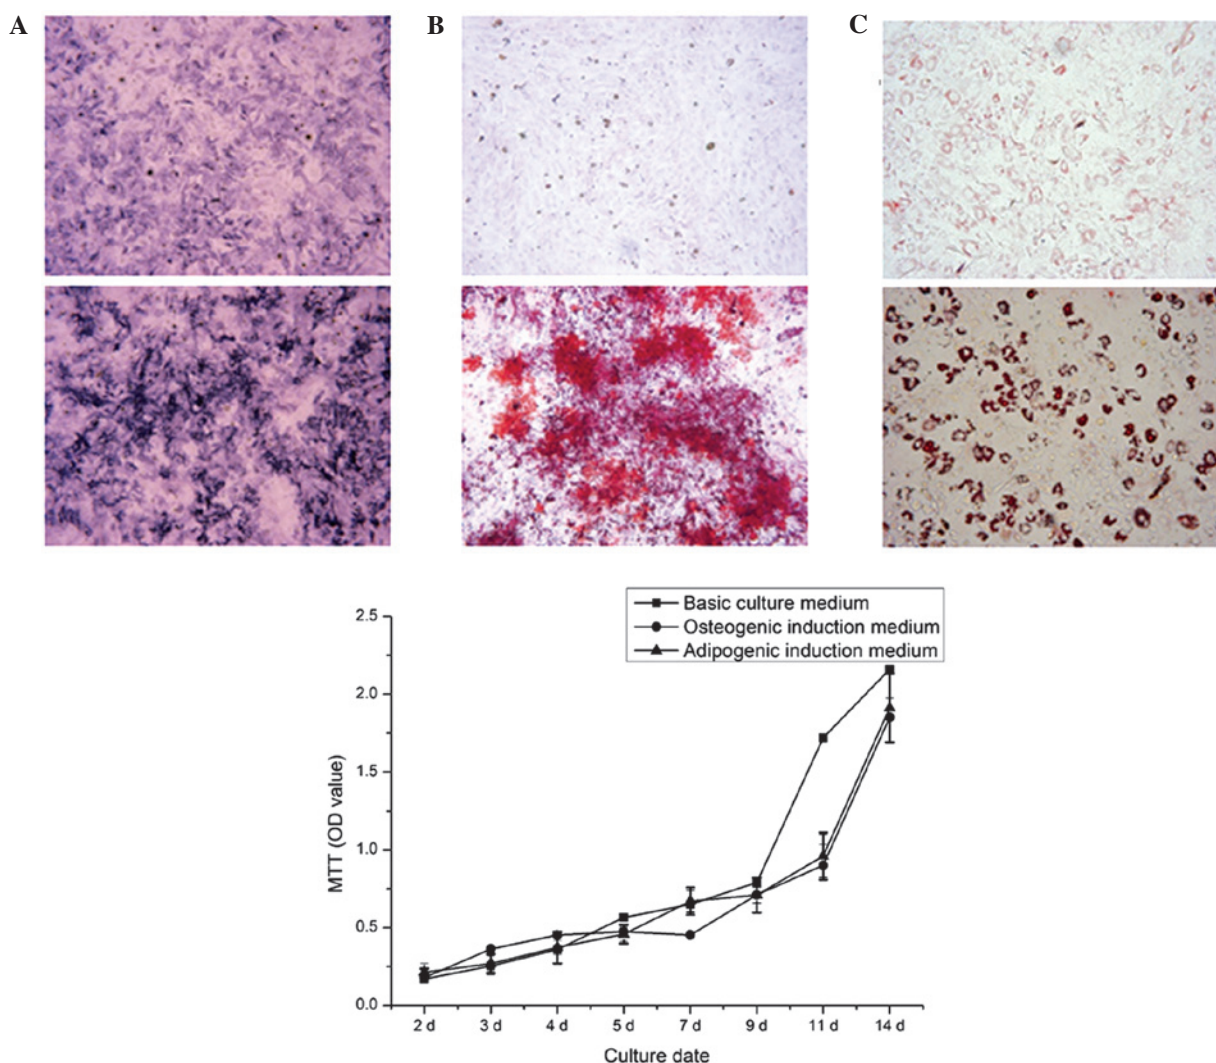 A B C
Basic culture medium
Osteogenic induction medium
Adipogenic induction medium
2.5
2.0
1.5
1.0
0.5
0.0
MTT (OD value)
2 d 3 d 4 d 5 d 7 d 9 d 11 d 14 d
Culture date